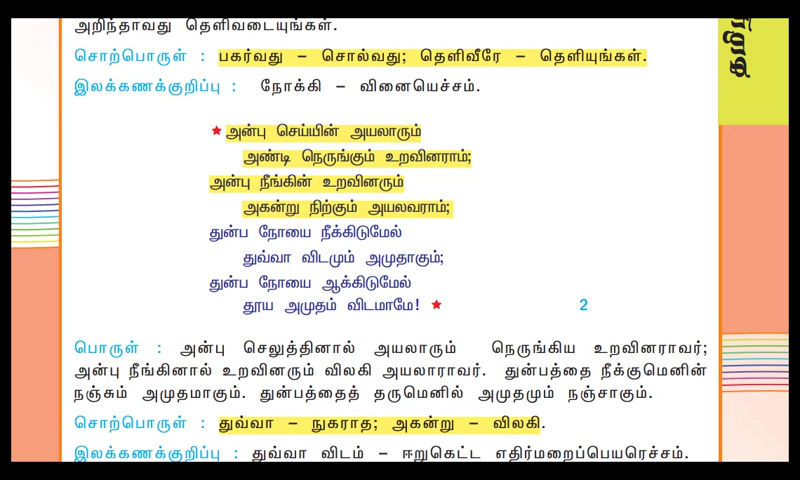 அறிந்தாவது தெளிவடையுங்கள்.
சொற்பொருள் : பகர்வது – சொல்வது; தெளிவீரே – தெளியுங்கள்.
இலக்கணக்குறிப்பு : நோக்கி – வினையெச்சம்.
★ அன்பு செய்யின் அயலாரும்
அண்டி நெருங்கும் உறவினராம்;
அன்பு நீங்கின் உறவினரும்
அகன்று நிற்கும் அயலவராம்;
துன்ப நோயை நீக்கிடுமேல்
துவ்வா விடமும் அமுதாகும்;
துன்ப நோயை ஆக்கிடுமேல்
தூய அமுதம் விடமாமே! ★ 2
பொருள் : அன்பு செலுத்தினால் அயலாரும் நெருங்கிய உறவினராவர்;
அன்பு நீங்கினால் உறவினரும் விலகி அயலாராவர். துன்பத்தை நீக்குமெனின்
நஞ்சும் அமுதமாகும். துன்பத்தைத் தருமெனில் அமுதமும் நஞ்சாகும்.
சொற்பொருள் : துவ்வா – நுகராத; அகன்று – விலகி.
இலக்கணக்குறிப்பு : துவ்வா விடம் – ஈறுகெட்ட எதிர்மறைப்பெயரெச்சம்.